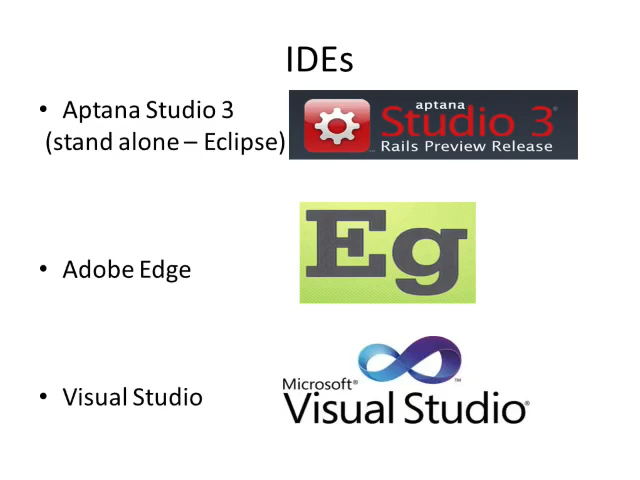 IDEs
• Aptana Studio 3
(stand alone – Eclipse)
aptana
Studio 3®
Rails Preview Release
• Adobe Edge
Eg
• Visual Studio
™
Microsoft®
Visual Studio®